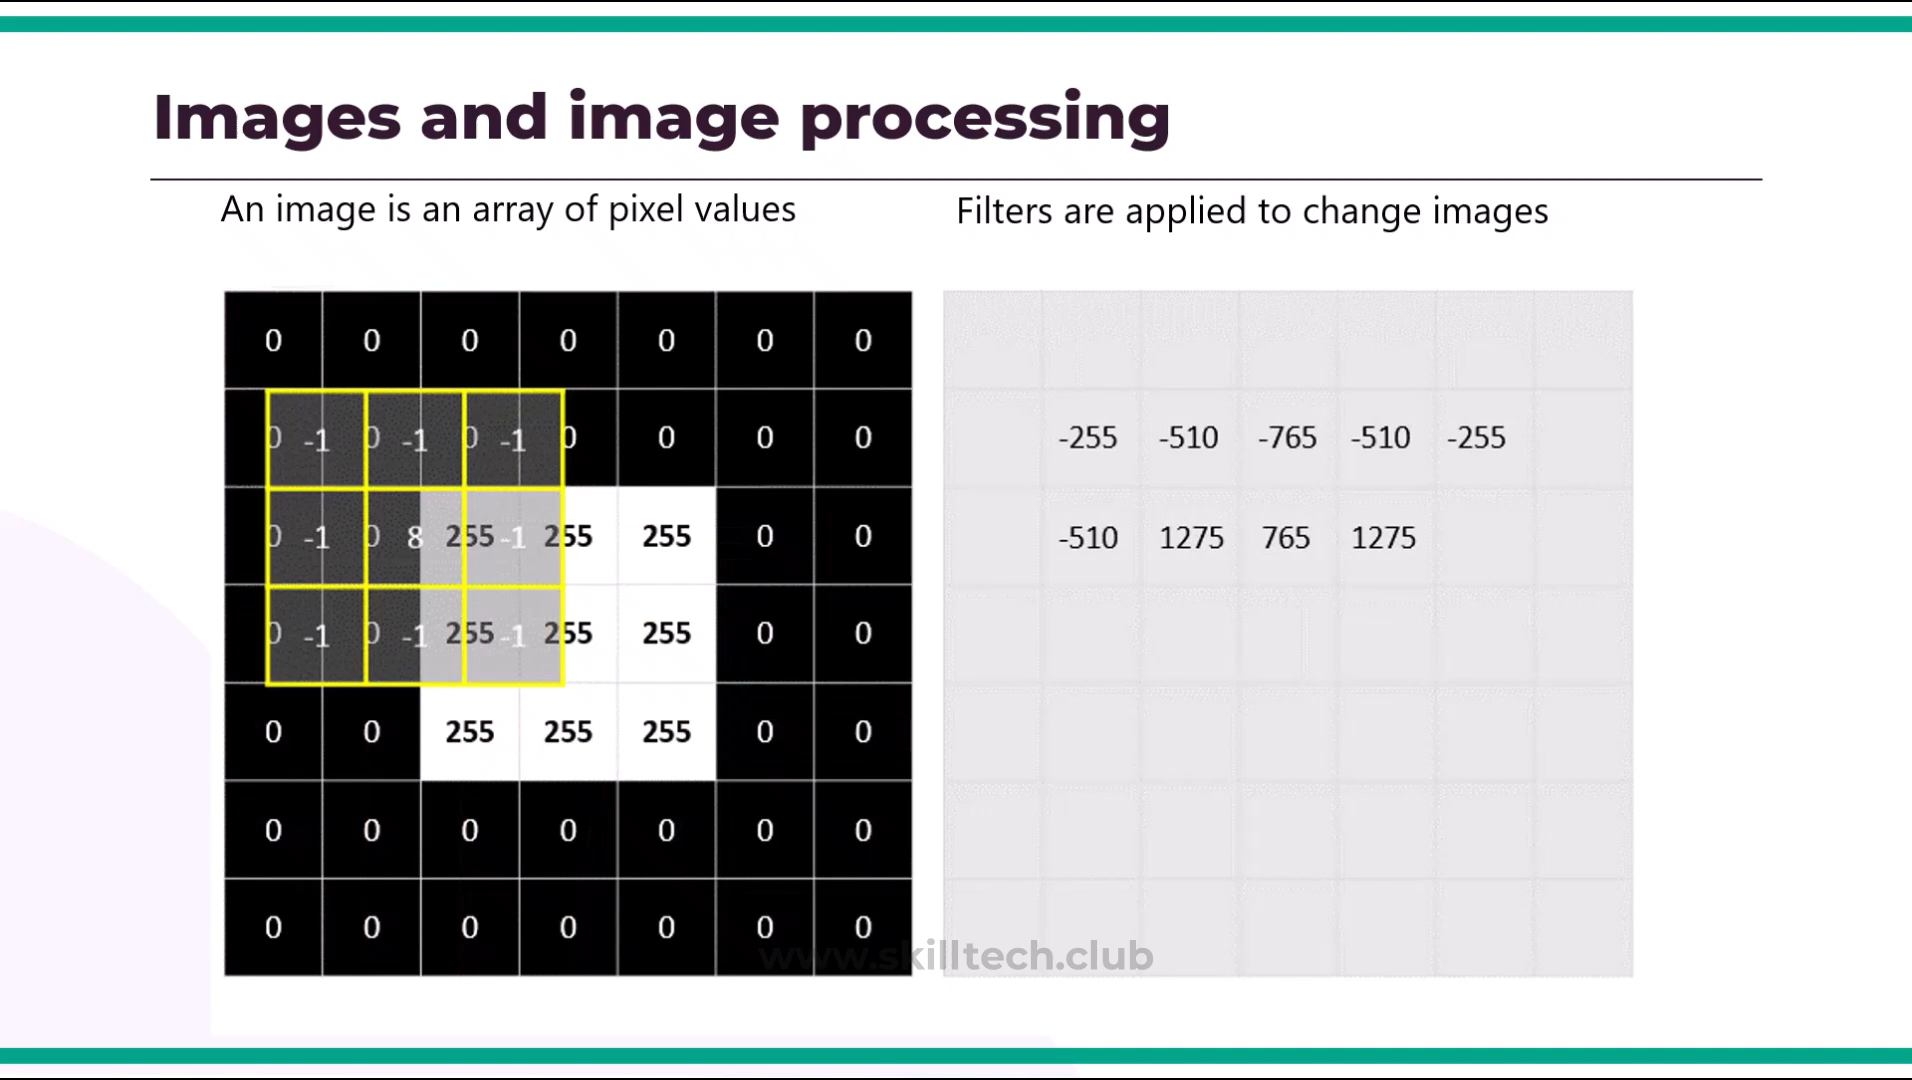 Images and image processing
An image is an array of pixel values
Filters are applied to change images
0 0 0 0 0 0 0
0 -1 0 -1 0 -1 0 0 0 0
-255 -510 -765 -510 -255
0 -1 0 8 255 -1 255 255 0 0
-510 1275 765 1275
0 -1 0 -1 255 -1 255 255 0 0
0 0 255 255 255 0 0
0 0 0 0 0 0 0
0 0 0 0 0 0 0
www.skilltech.club